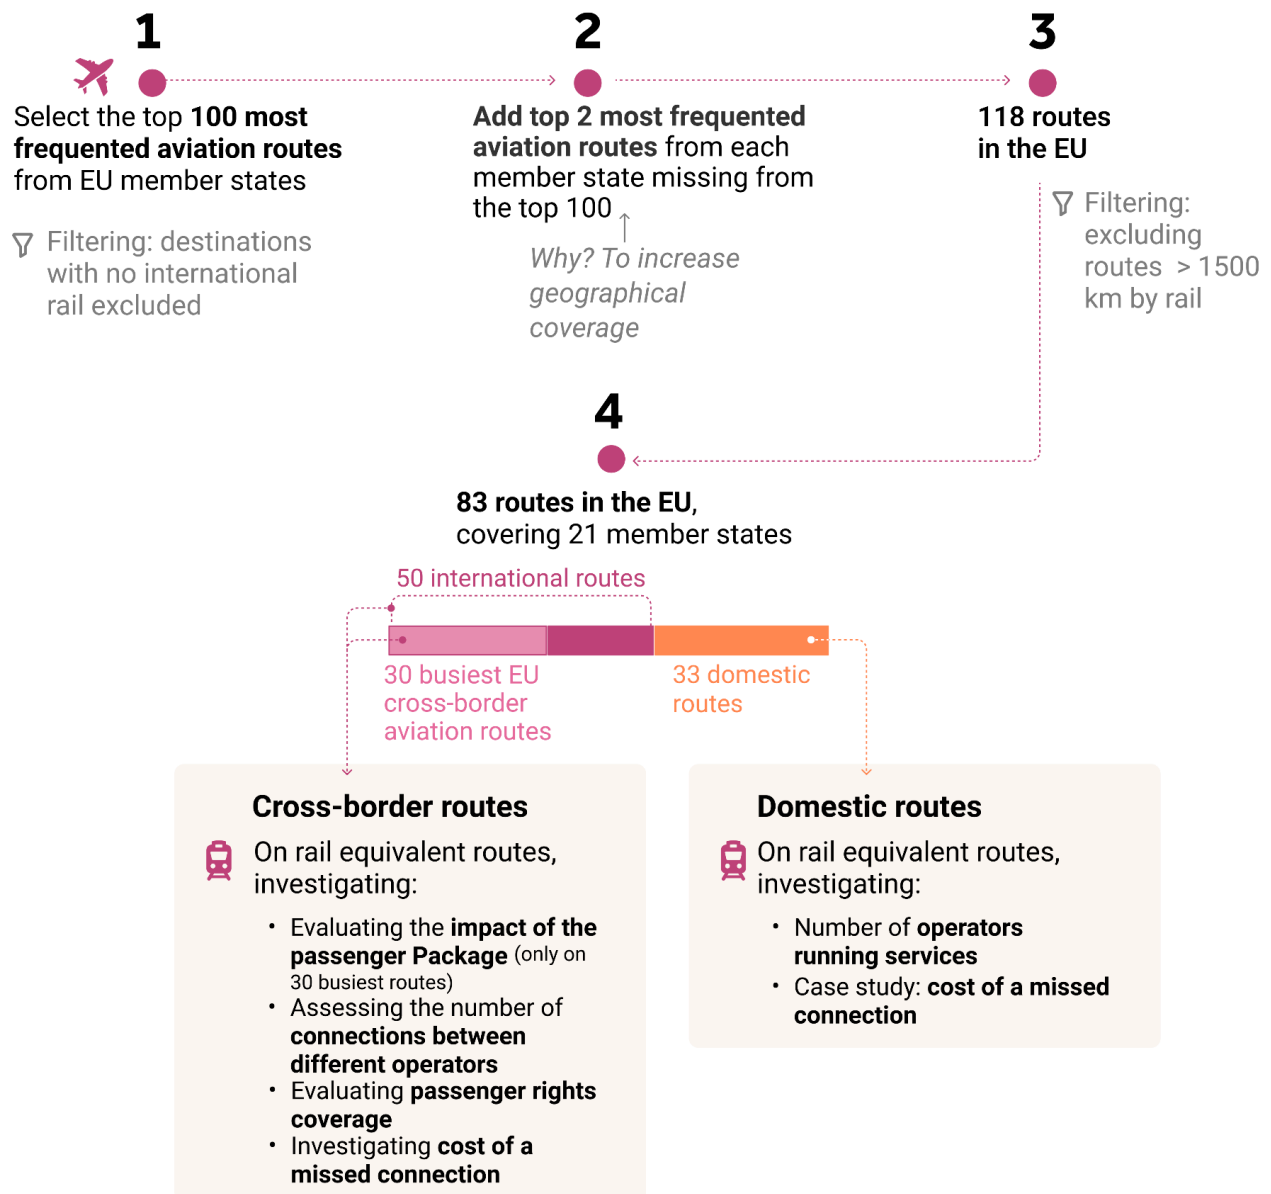 1
Select the top 100 most
frequented aviation routes
from EU member states
Filtering: destinations
with no international
rail excluded
2
Add top 2 most frequented
aviation routes from each
member state missing from
the top 100
Why? To increase
geographical
coverage
3
118 routes
in the EU
Filtering:
excluding
routes > 1500
km by rail
4
83 routes in the EU,
covering 21 member states
50 international routes
30 busiest EU
cross-border
aviation routes
33 domestic
routes
Cross-border routes
On rail equivalent routes,
investigating:
• Evaluating the impact of the
passenger Package (only on
30 busiest routes)
• Assessing the number of
connections between
different operators
• Evaluating passenger rights
coverage
• Investigating cost of a
missed connection
Domestic routes
On rail equivalent routes,
investigating:
• Number of operators
running services
• Case study: cost of a missed
connection